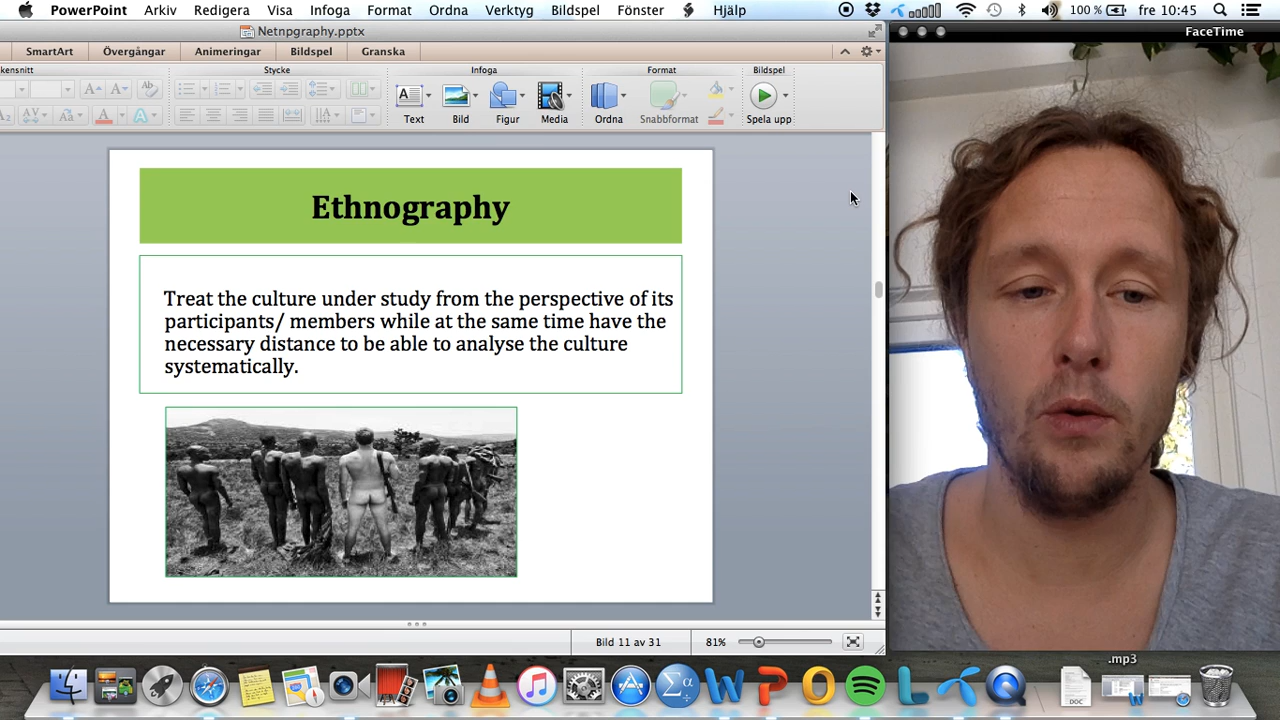 PowerPoint Arkiv Redigera Visa Infoga Format Ordna Verktyg Bildspel Fönster Hjälp 100 % fre 10:45
Netnpgraphy.pptx
FaceTime
SmartArt Övergångar Animeringar Bildspel Granska
kensnitt Stycke Infoga Format Bildspel
Text Bild Figur Media Ordna Snabbformat Spela upp
Ethnography
Treat the culture under study from the perspective of its
participants/ members while at the same time have the
necessary distance to be able to analyse the culture
systematically.
Bild 11 av 31 81%
.mp3
DOC